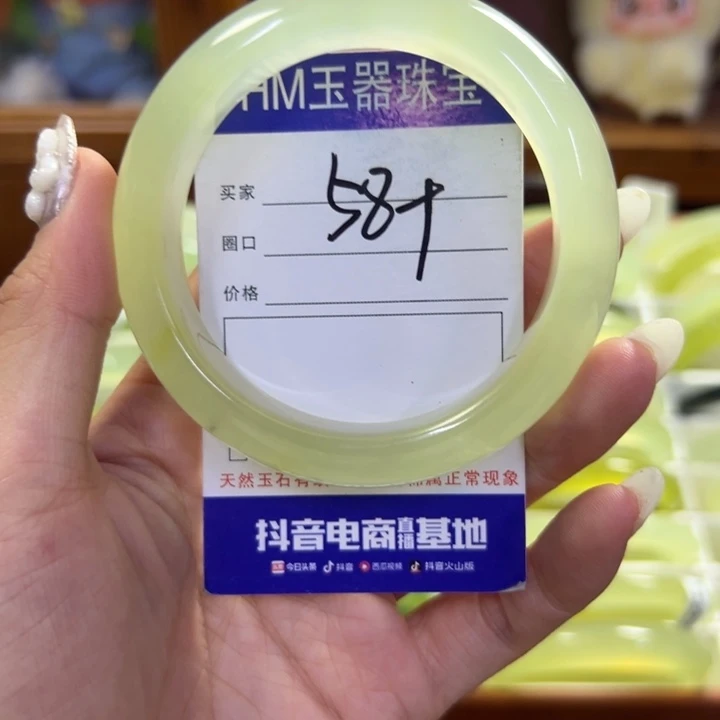 HM玉器珠宝
买家
58+
圈口
价格
天然玉石有 属正常现象
抖音电商直播基地
今日头条 抖音 西瓜视频 抖音火山版